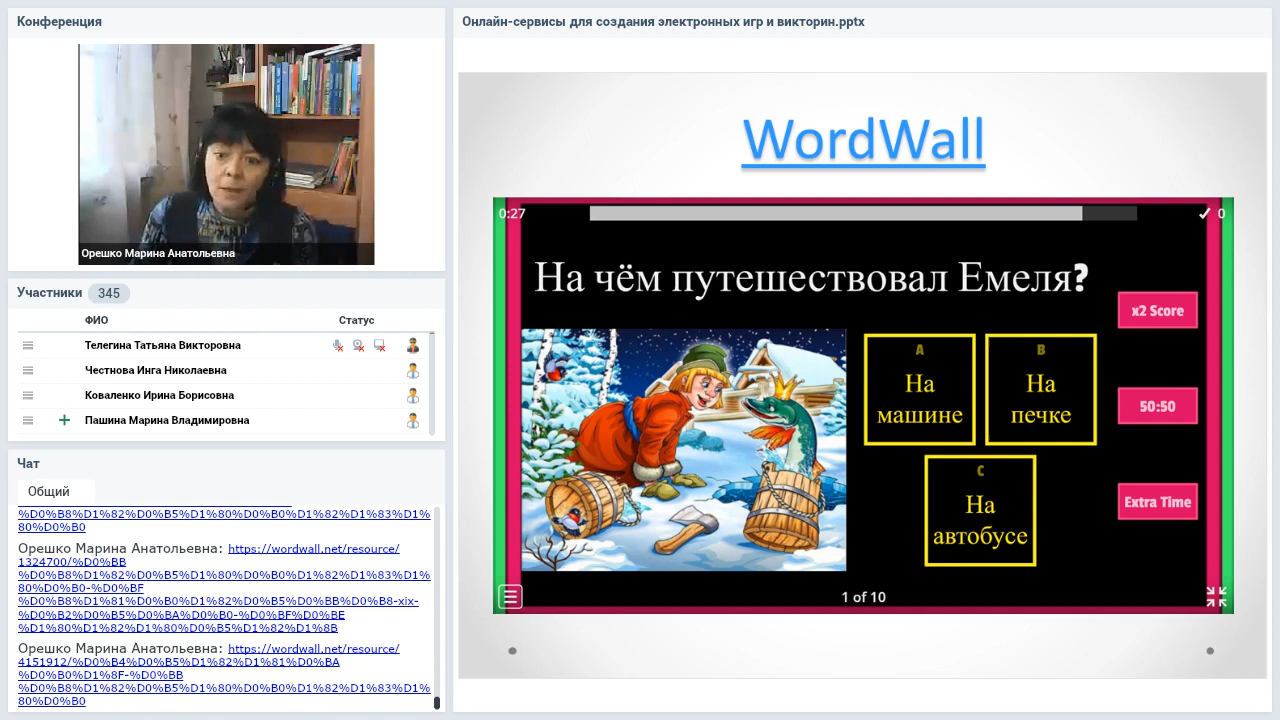 Конференция
Орешко Марина Анатольевна
Участники 345
ФИО Статус
Телегина Татьяна Викторовна
Честнова Инга Николаевна
Коваленко Ирина Борисовна
Пашина Марина Владимировна
Чат
Общий
%D0%B8%D1%82%D0%B5%D1%80%D0%B0%D1%82%D1%83%D1%
80%D0%B0
Орешко Марина Анатольевна: https://wordwall.net/resource/
1324700/%D0%BB
%D0%B8%D1%82%D0%B5%D1%80%D0%B0%D1%82%D1%83%D1%
80%D0%B0-%D0%BF
%D0%B8%D1%81%D0%B0%D1%82%D0%B5%D0%BB%D0%B8-xix-
%D0%B2%D0%B5%D0%BA%D0%B0-%D0%BF%D0%BE
%D1%80%D1%82%D1%80%D0%B5%D1%82%D1%8B
Орешко Марина Анатольевна: https://wordwall.net/resource/
4151912/%D0%B4%D0%B5%D1%82%D1%81%D0%BA
%D0%B0%D1%8F-%D0%BB
%D0%B8%D1%82%D0%B5%D1%80%D0%B0%D1%82%D1%83%D1%
80%D0%B0
Онлайн-сервисы для создания электронных игр и викторин.pptx
WordWall
0:27
0
На чём путешествовал Емеля?
A
На
машине
B
На
печке
C
На
автобусе
x2 Score
50:50
Extra Time
1 of 10